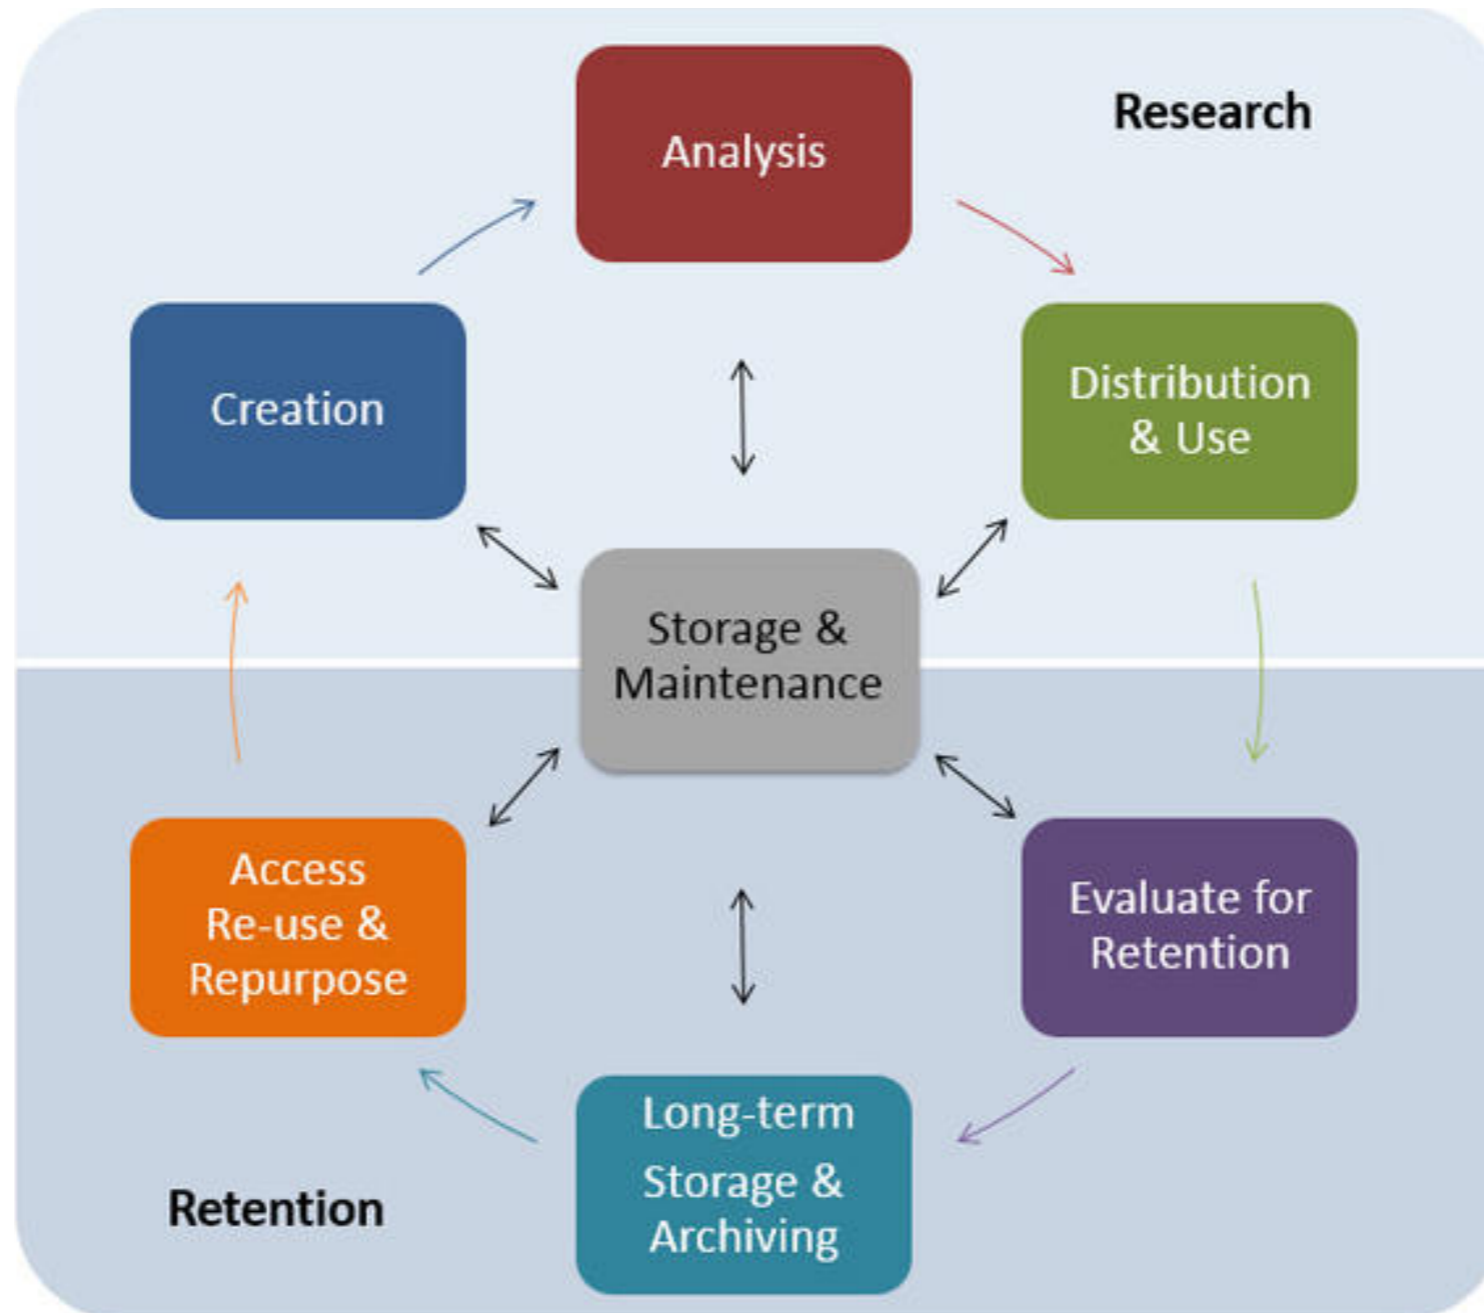 Research
Analysis
Creation
Distribution
& Use
Storage &
Maintenance
Access
Re-use &
Repurpose
Evaluate for
Retention
Long-term
Storage &
Archiving
Retention